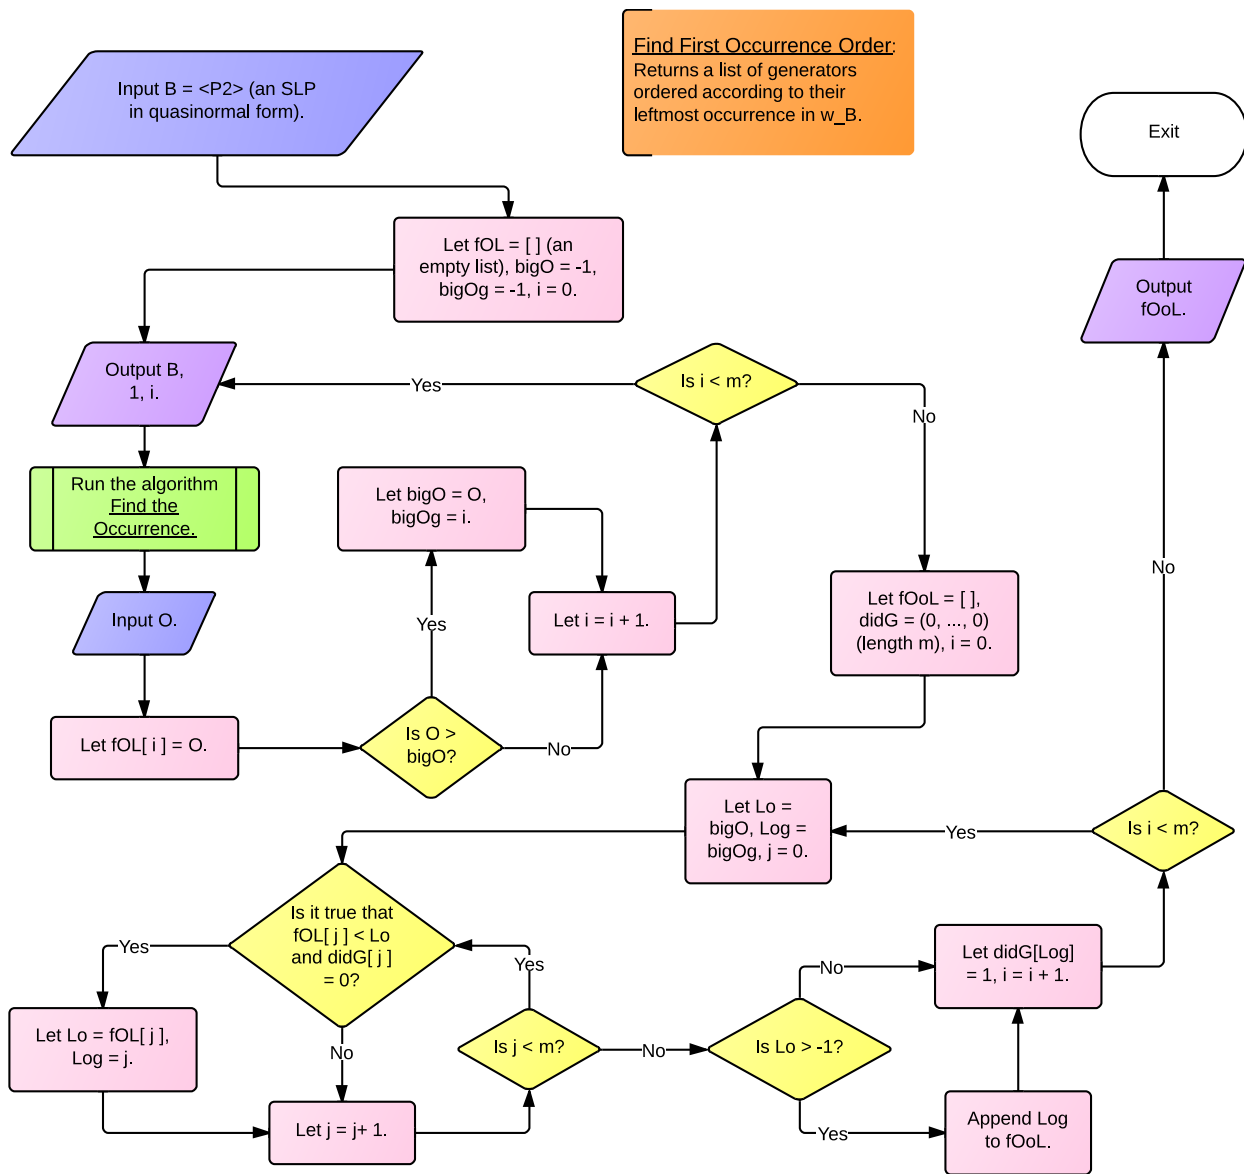 Find First Occurrence Order:
Returns a list of generators
ordered according to their
leftmost occurrence in w_B.
Input B = <P2> (an SLP
in quasinormal form).
Exit
Let fOL = [ ] (an
empty list), bigO = -1,
bigOg = -1, i = 0.
Output
fOoL.
Output B,
1, i.
Yes
Is i < m?
No
Run the algorithm
Find the
Occurrence.
Let bigO = O,
bigOg = i.
No
Input O.
Yes
Let i = i + 1.
Let fOoL = [ ],
didG = (0, ..., 0)
(length m), i = 0.
Let fOL[ i ] = O.
Is O >
bigO?
No
Let Lo =
bigO, Log =
bigOg, j = 0.
Yes
Is i < m?
Is it true that
fOL[ j ] < Lo
and didG[ j ]
= 0?
Yes
Yes
No
Let didG[Log]
= 1, i = i + 1.
Let Lo = fOL[ j ],
Log = j.
No
Is j < m?
No
Is Lo > -1?
Let j = j+ 1.
Yes
Append Log
to fOoL.